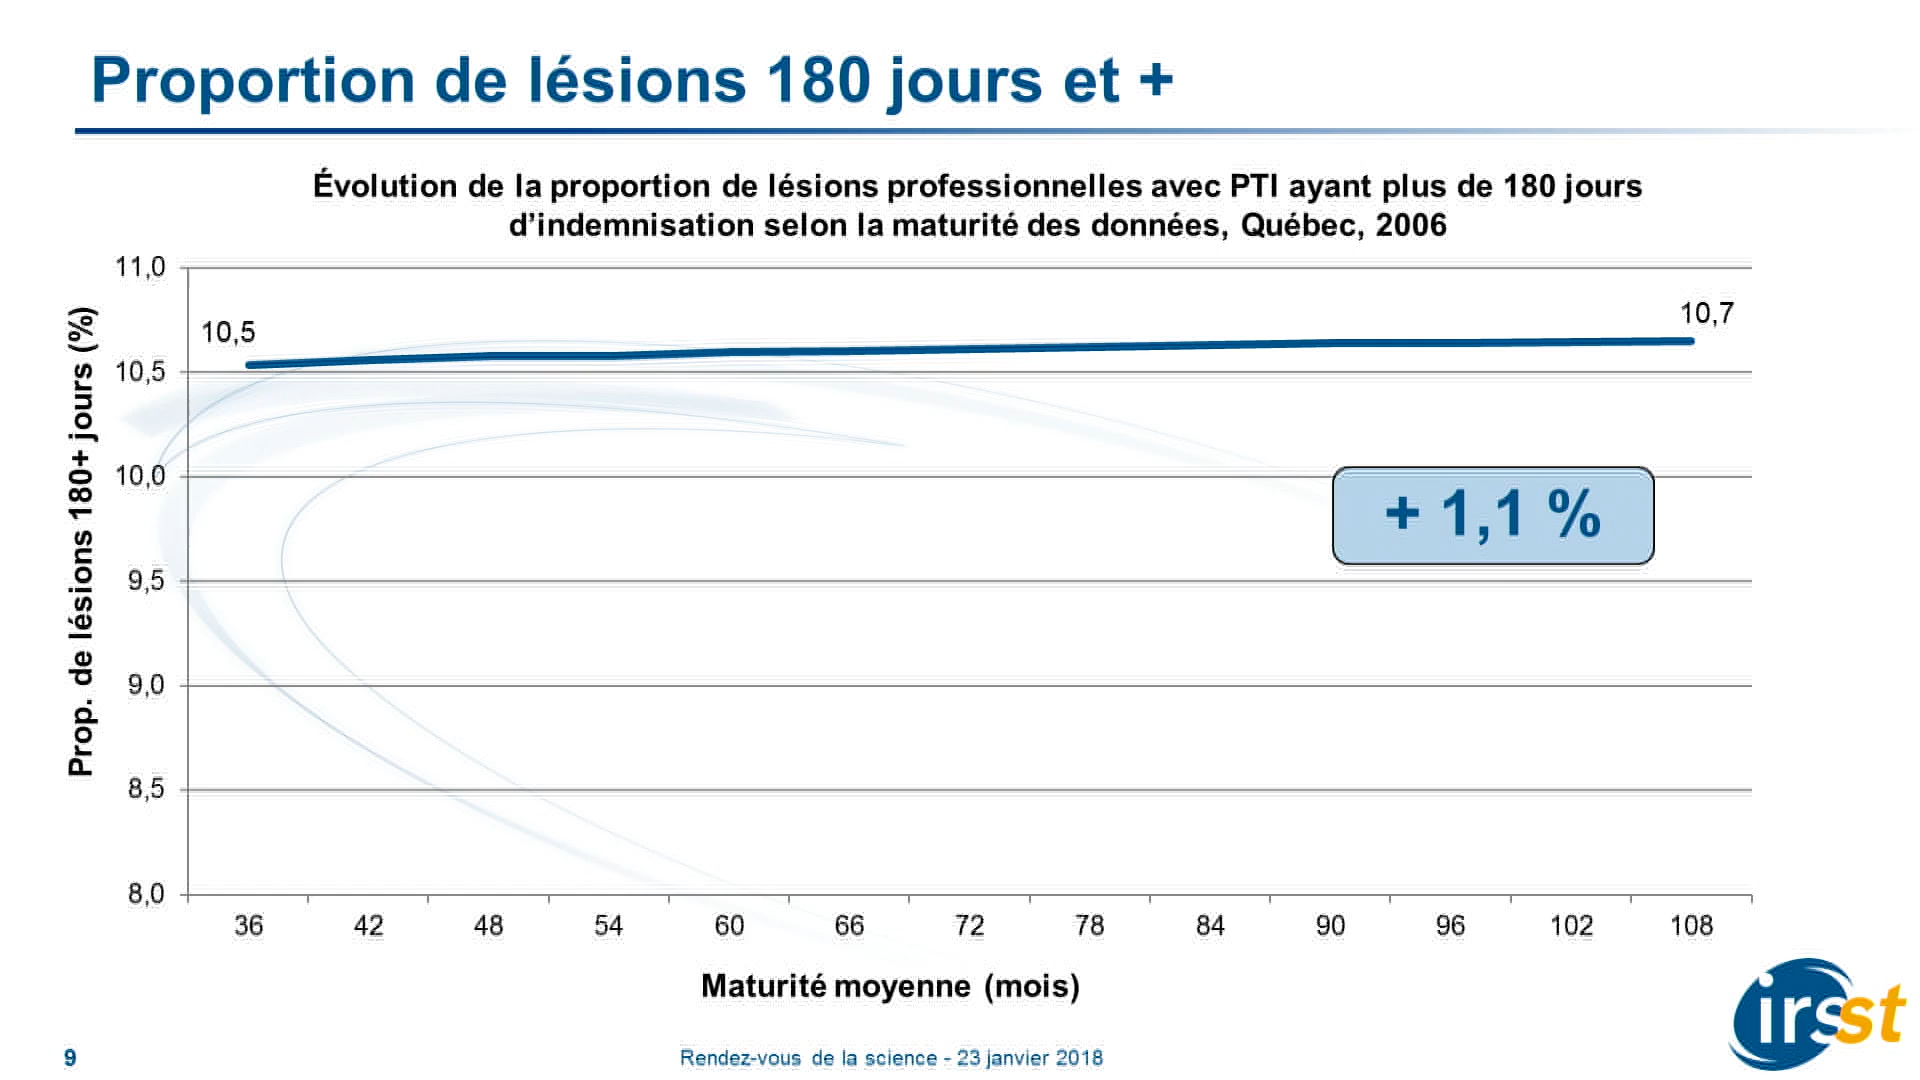 Proportion de lésions 180 jours et +
Évolution de la proportion de lésions professionnelles avec PTI ayant plus de 180 jours
d’indemnisation selon la maturité des données, Québec, 2006
Prop. de lésions 180+ jours (%)
11,0
10,5
10,0
9,5
9,0
8,5
8,0
10,5
10,7
+ 1,1 %
36 42 48 54 60 66 72 78 84 90 96 102 108
Maturité moyenne (mois)
irsst
9
Rendez-vous de la science - 23 janvier 2018